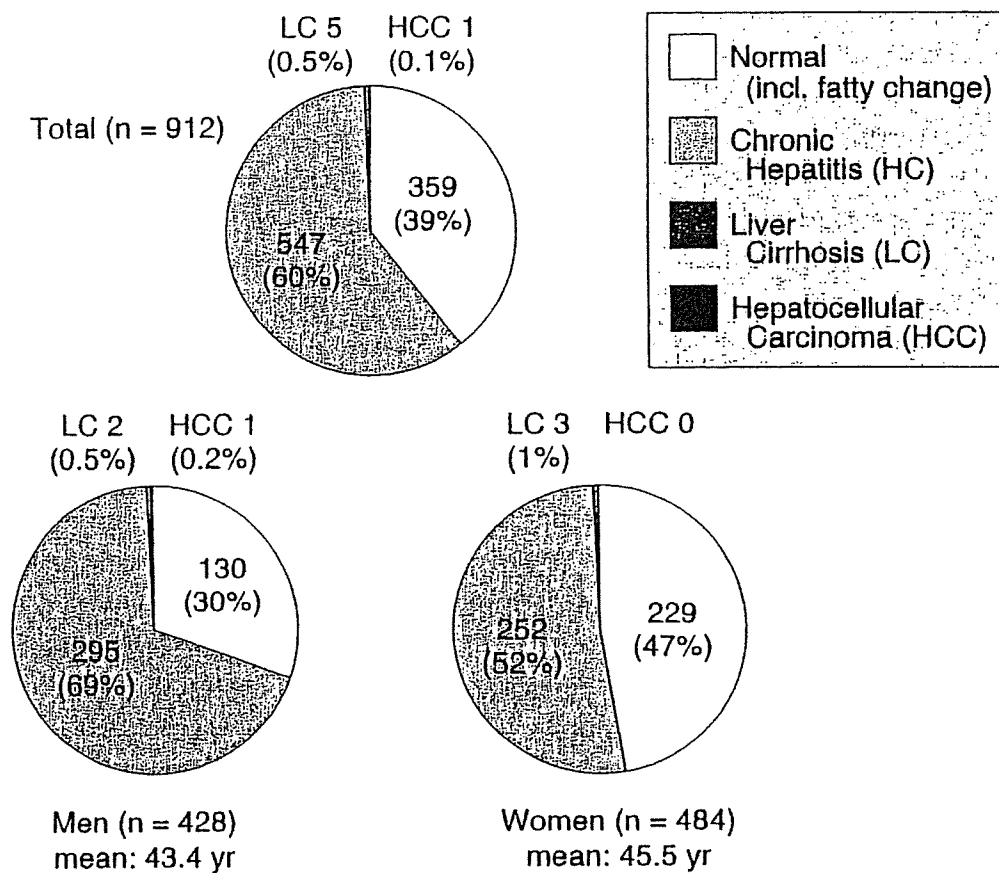 LC 5 HCC 1
(0.5%) (0.1%)
Total (n = 912)
359
(39%)
547
(60%)
Normal
(incl. fatty change)
Chronic
Hepatitis (HC)
Liver
Cirrhosis (LC)
Hepatocellular
Carcinoma (HCC)
LC 2 HCC 1
(0.5%) (0.2%)
130
(30%)
295
(69%)
Men (n = 428)
mean: 43.4 yr
LC 3 HCC 0
(1%)
229
(47%)
252
(52%)
Women (n = 484)
mean: 45.5 yr